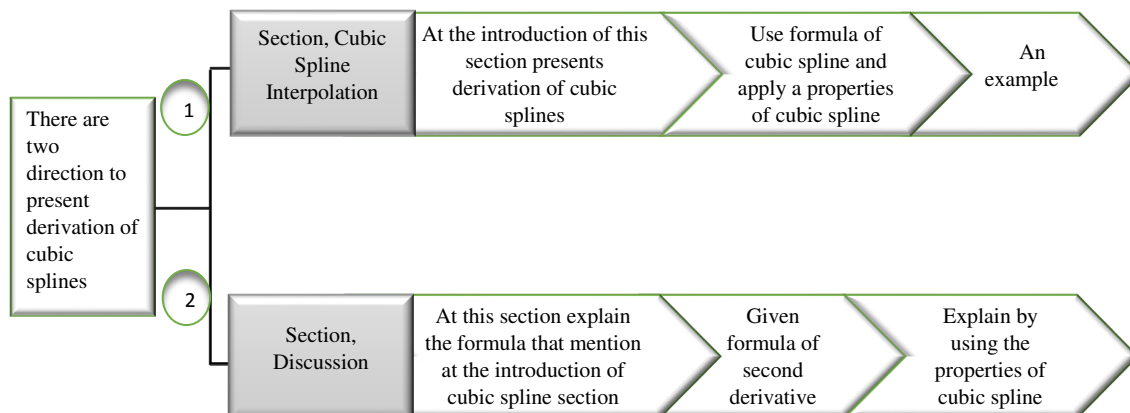 There are
two
direction to
present
derivation of
cubic
splines
1
Section, Cubic
Spline
Interpolation
At the introduction of this
section presents
derivation of cubic
splines
Use formula of
cubic spline and
apply a properties
of cubic spline
An
example
2
Section,
Discussion
At this section explain
the formula that mention
at the introduction of
cubic spline section
Given
formula of
second
derivative
Explain by
using the
properties of
cubic spline